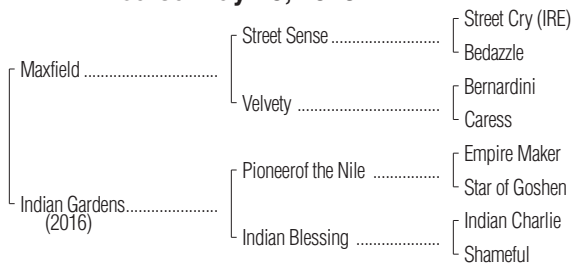 Street Cry (IRE)
Street Sense
Bedazzle
Maxfield
Bernardini
Velvety
Caress
Empire Maker
Pioneerof the Nile
Star of Goshen
Indian Gardens
(2016)
Indian Charlie
Indian Blessing
Shameful